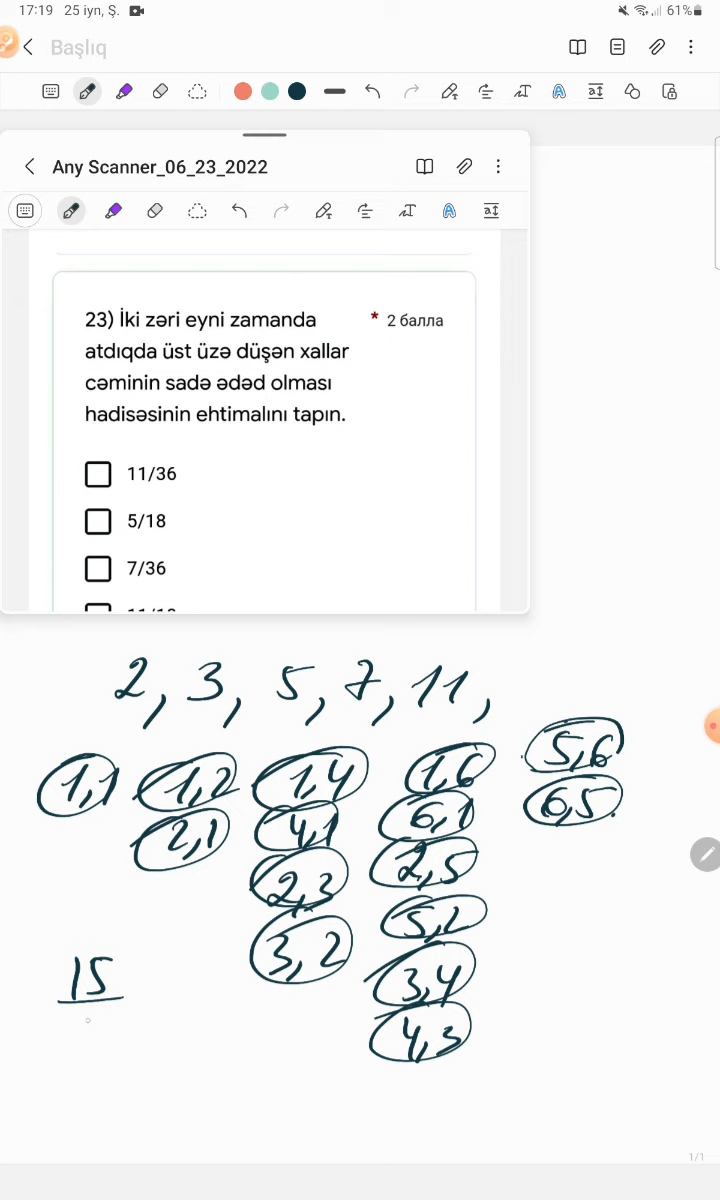 17:19 25 iyn, Ş. 61%
Başlıq
Any Scanner_06_23_2022
23) İki zəri eyni zamanda * 2 балла
atdıqda üst üzə düşən xallar
cəminin sadə ədəd olması
hadisəsinin ehtimalını tapın.
11/36
5/18
7/36
2, 3, 5, 7, 11,
1,1 1,2 1,4 1,6 5,6
2,1 4,1 6,1 6,5
2,3 2,5
3,2 5,2
3,4
4,3
15
1/1